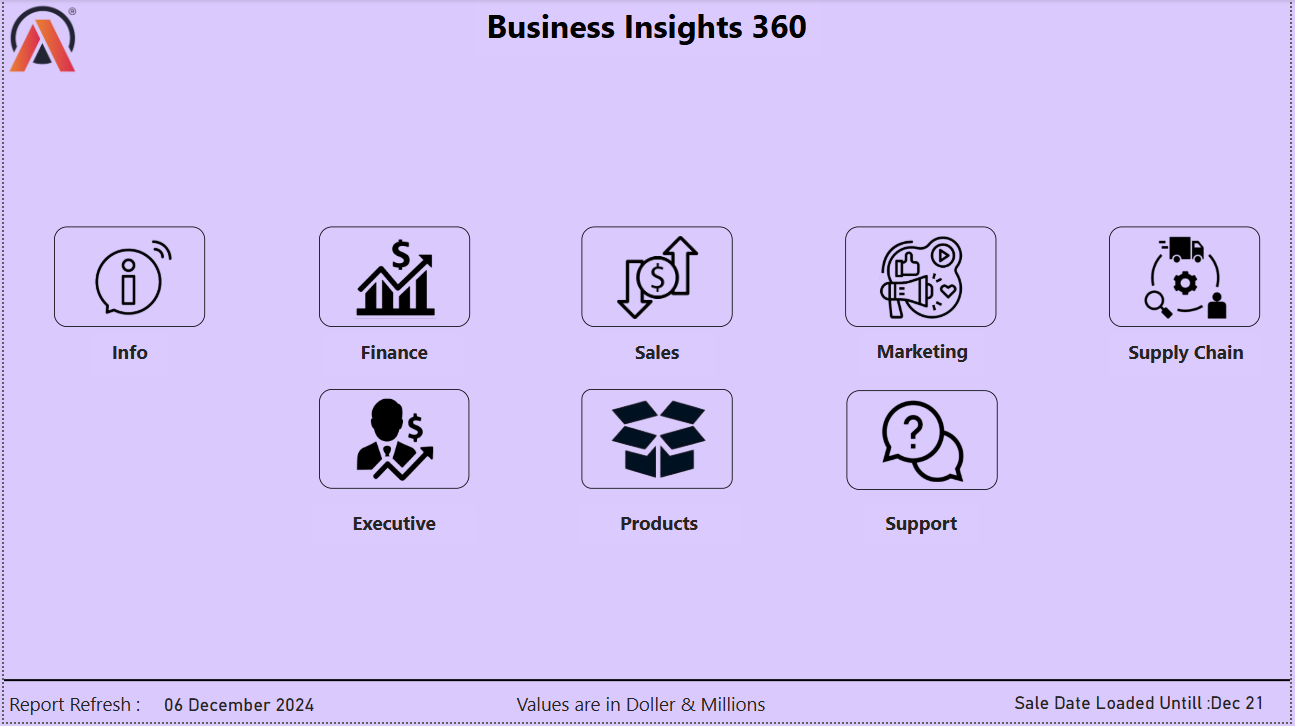 ®
Business Insights 360
Info
Finance
$
Sales
$
Marketing
Supply Chain
Executive
$
Products
Support
?
Report Refresh : 06 December 2024
Values are in Doller & Millions
Sale Date Loaded Untill :Dec 21